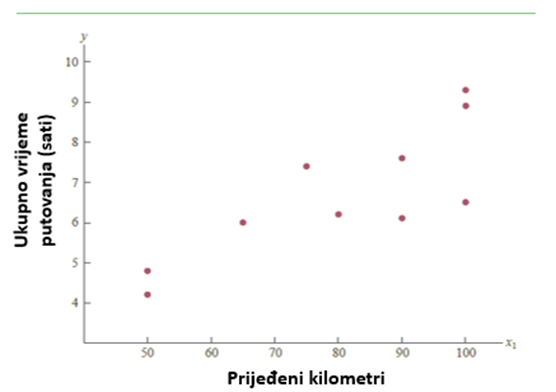 y
10
9
8
7
6
5
4
Ukupno vrijeme
putovanja (sati)
50 60 70 80 90 100 x₁
Prijeđeni kilometri